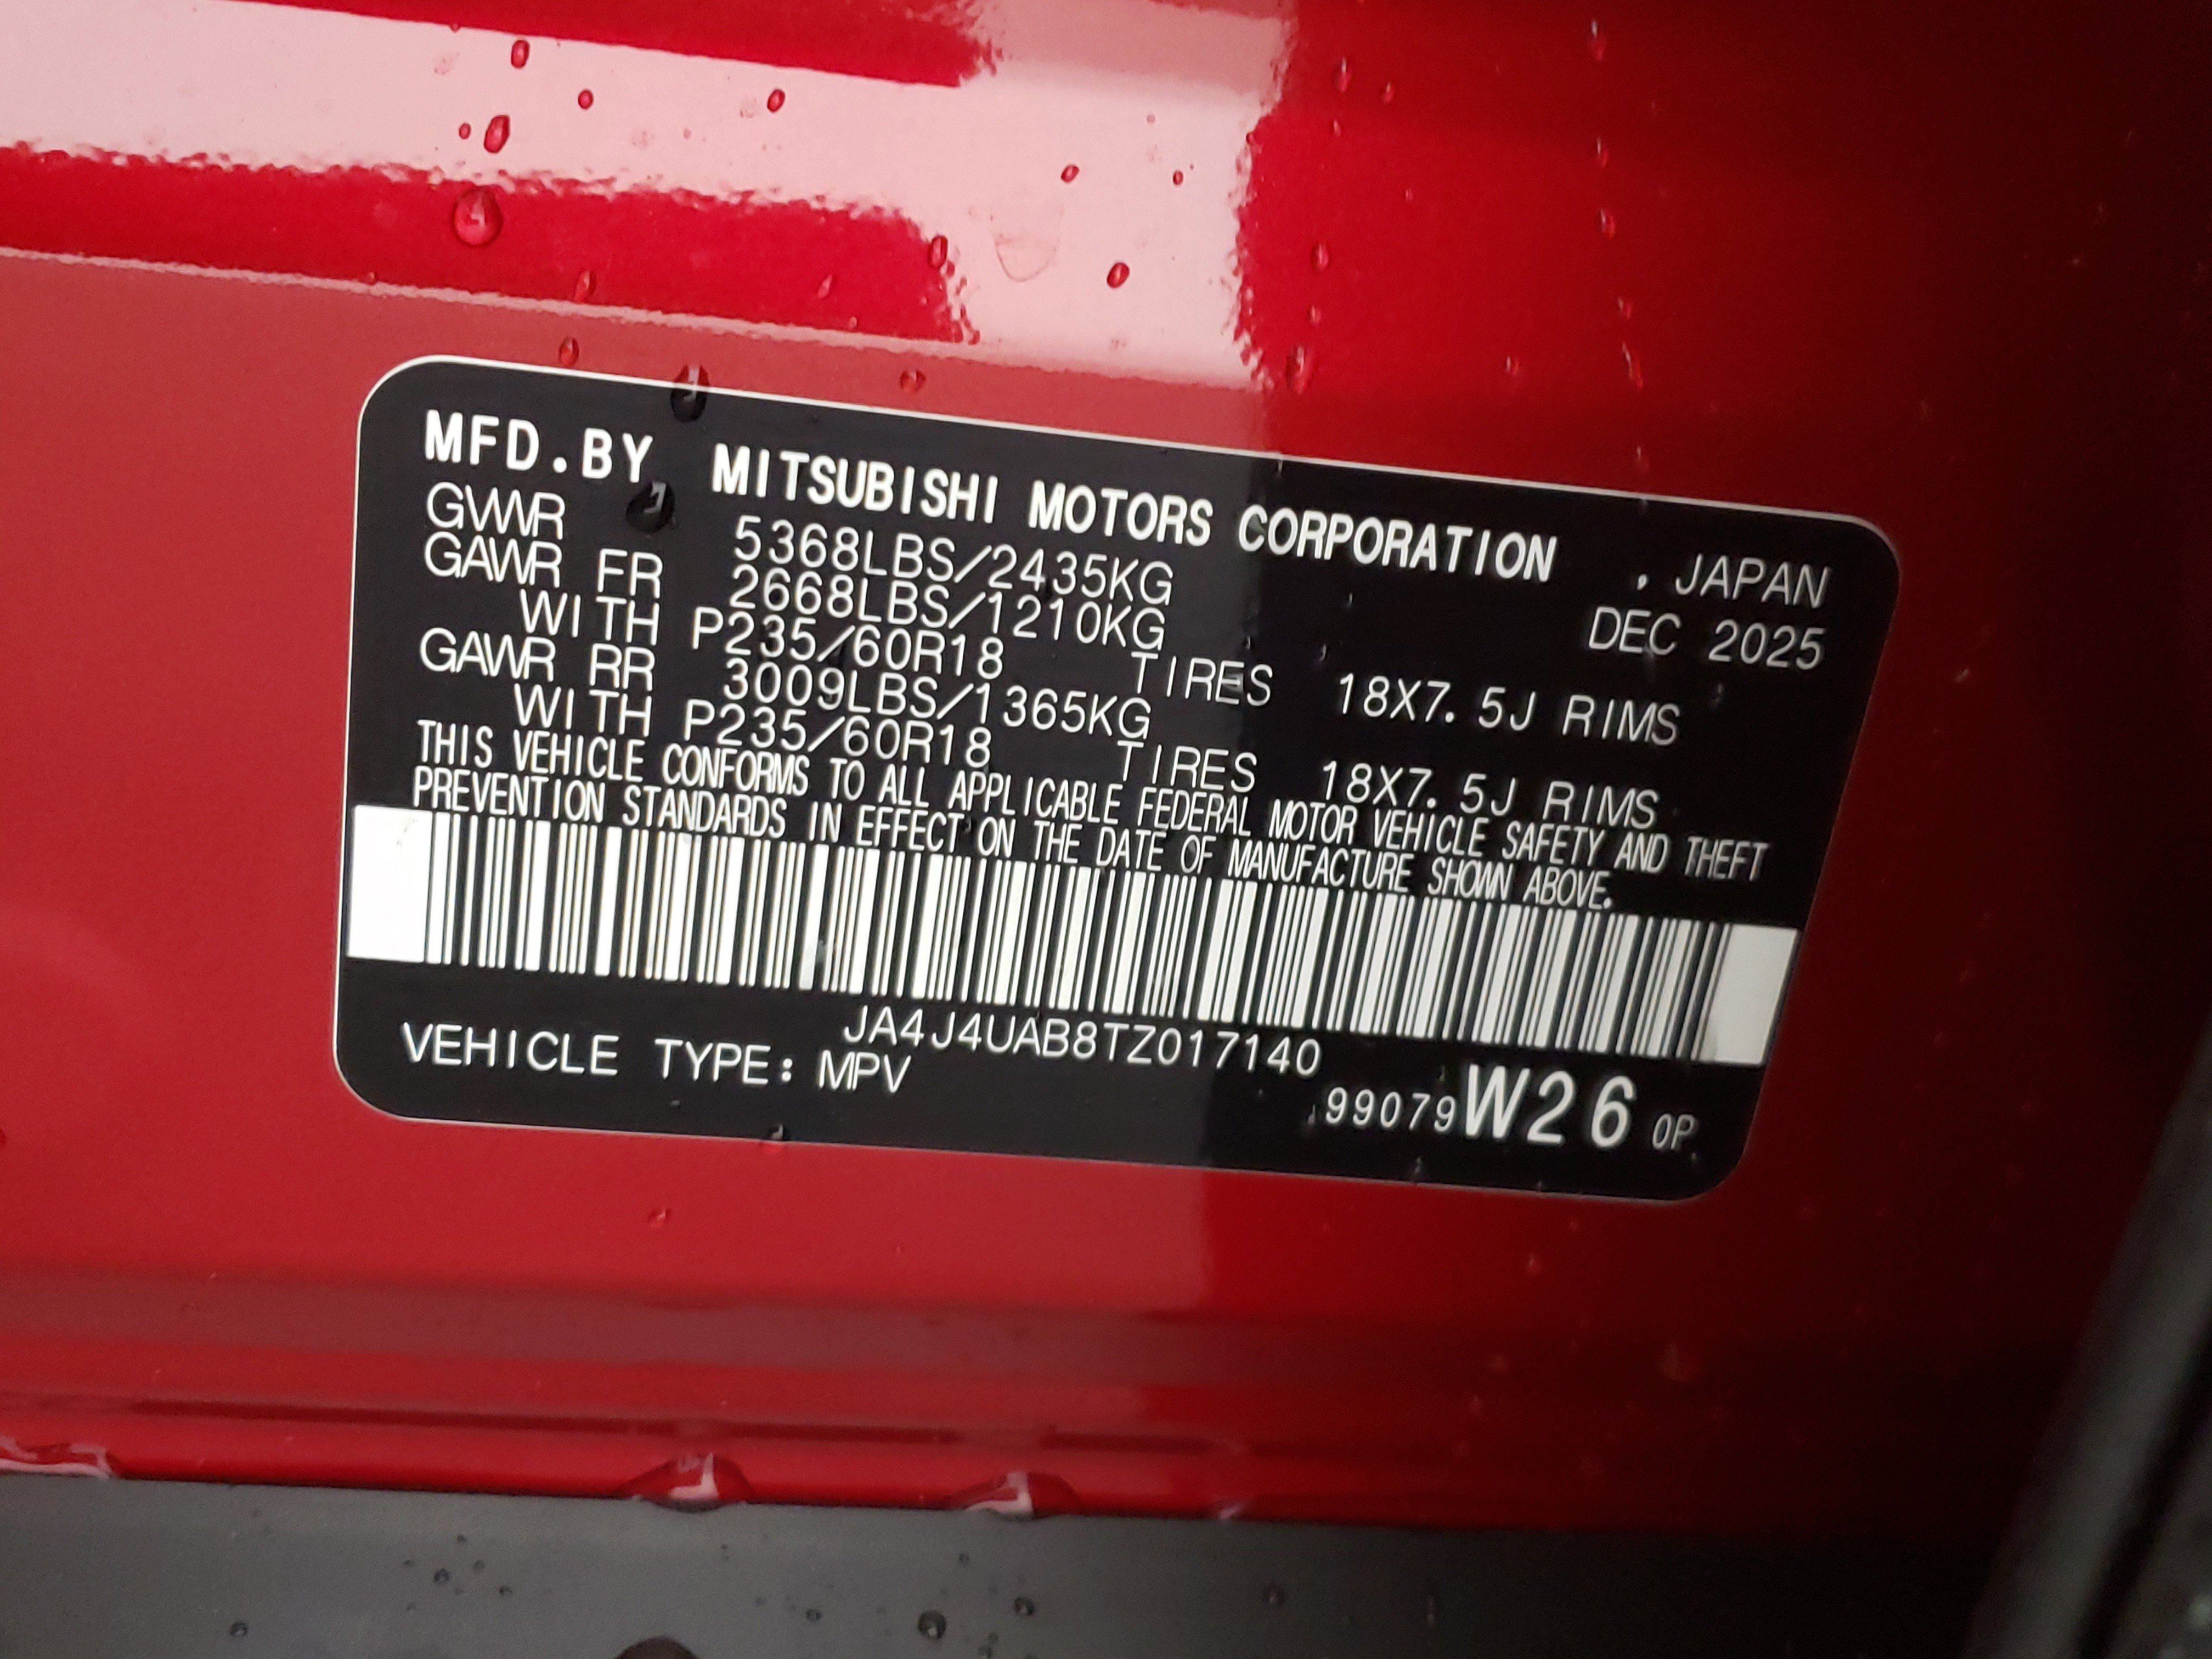 MFD.BY MITSUBISHI MOTORS CORPORATION , JAPAN
GVWR 5368LBS/2435KG DEC 2025
GAWR FR 2668LBS/1210KG
WITH P235/60R18 TIRES 18X7.5J RIMS
GAWR RR 3009LBS/1365KG
WITH P235/60R18 TIRES 18X7.5J RIMS
THIS VEHICLE CONFORMS TO ALL APPLICABLE FEDERAL MOTOR VEHICLE SAFETY AND THEFT
PREVENTION STANDARDS IN EFFECT ON THE DATE OF MANUFACTURE SHOWN ABOVE.
JA4J4UAB8TZ017140
VEHICLE TYPE: MPV
99079 W26 0P